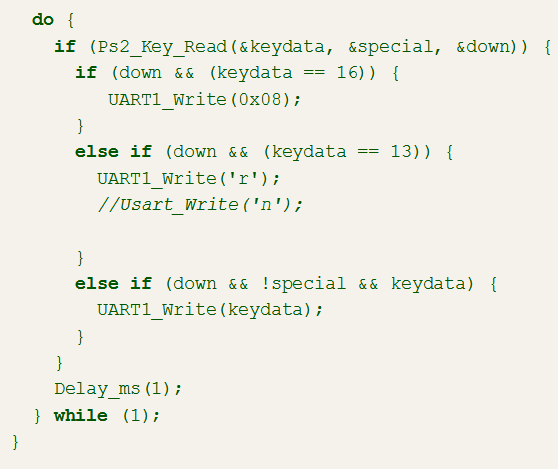 do {
if (Ps2_Key_Read(&keydata, &special, &down)) {
if (down && (keydata == 16)) {
UART1_Write(0x08);
}
else if (down && (keydata == 13)) {
UART1_Write('r');
//Usart_Write('n');
}
else if (down && !special && keydata) {
UART1_Write(keydata);
}
}
Delay_ms(1);
} while (1);
}